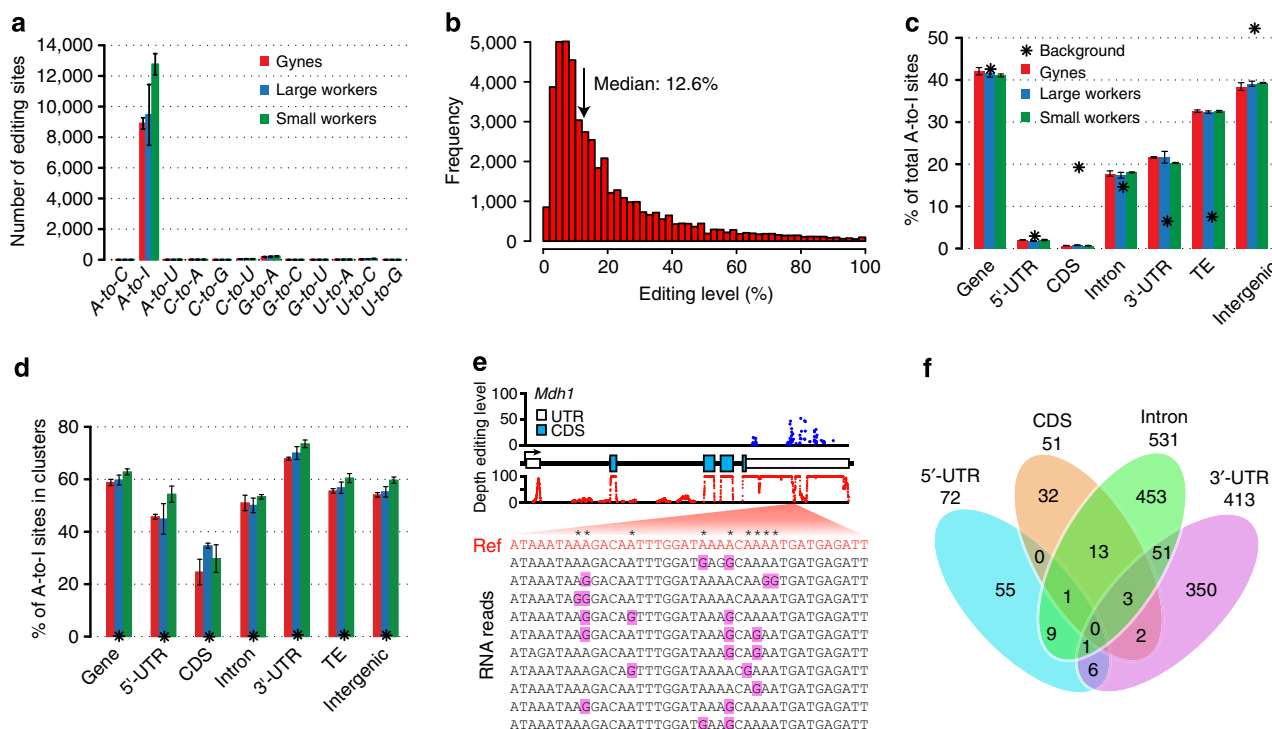 a
Number of editing sites
14,000
12,000
10,000
8,000
6,000
4,000
2,000
0
Gynes
Large workers
Small workers
A-to-C
A-to-I
A-to-U
C-to-A
C-to-G
C-to-U
G-to-A
G-to-C
G-to-U
U-to-A
U-to-C
U-to-G
b
Frequency
5,000
4,000
3,000
2,000
1,000
0
Median: 12.6%
0 20 40 60 80 100
Editing level (%)
c
% of total A-to-I sites
50
40
30
20
10
0
* Background
Gynes
Large workers
Small workers
Gene
5'-UTR
CDS
Intron
3'-UTR
TE
Intergenic
d
% of A-to-I sites in clusters
80
60
40
20
0
Gene
5'-UTR
CDS
Intron
3'-UTR
TE
Intergenic
e
Depth editing level
100
50
0
100
50
0
Mdh1
UTR
CDS
** * * * ****
Ref ATAAATAAAGACAATTTGGATAAAACAAAATGATGAGATT
RNA reads
ATAAATAAAGACAATTTGGATGAGGCAAAATGATGAGATT
ATAAATAAGGACAATTTGGATAAAACAAGGTGATGAGATT
ATAAATAGGGACAATTTGGATAAAACAAAATGATGAGATT
ATAAATAAGGACAGTTTGGATAAAGCAAAATGATGAGATT
ATAAATAAGGACAATTTGGATAAAGCAGAATGATGAGATT
ATAGATAAAGACAATTTGGATAAAGCAGAATGATGAGATT
ATAAATAAAGACAGTTTGGATAAAACGAAATGATGAGATT
ATAAATAAAGACAATTTGGATAAAACAGAATGATGAGATT
ATAAATAAGGACAATTTGGATAAAGCAAAATGATGAGATT
ATAAATAAAGACAATTTGGATGAAGCAAAATGATGAGATT
f
CDS
51
Intron
531
5′-UTR
72
3′-UTR
413
32
453
0
13
51
55
1
3
350
9
0
2
1
6